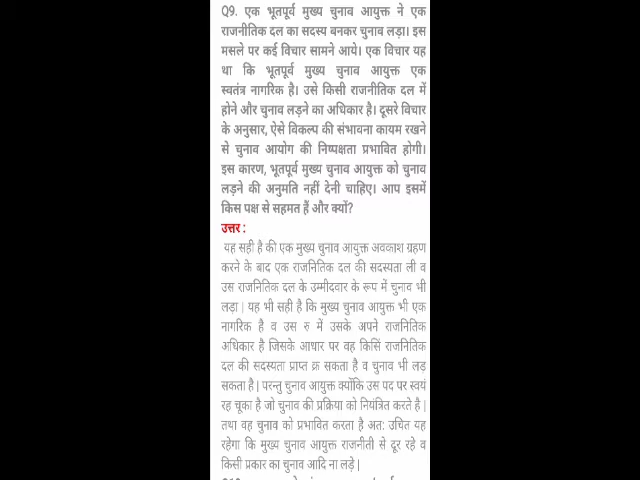 Q9. एक भूतपूर्व मुख्य चुनाव आयुक्त ने एक
राजनीतिक दल का सदस्य बनकर चुनाव लड़ा। इस
मसले पर कई विचार सामने आये। एक विचार यह
था कि भूतपूर्व मुख्य चुनाव आयुक्त एक
स्वतंत्र नागरिक है। उसे किसी राजनीतिक दल में
होने और चुनाव लड़ने का अधिकार है। दूसरे विचार
के अनुसार, ऐसे विकल्प की संभावना कायम रखने
से चुनाव आयोग की निष्पक्षता प्रभावित होगी।
इस कारण, भूतपूर्व मुख्य चुनाव आयुक्त को चुनाव
लड़ने की अनुमति नहीं देनी चाहिए। आप इसमें
किस पक्ष से सहमत हैं और क्यों?
उत्तर :
यह सही है की एक मुख्य चुनाव आयुक्त अवकाश ग्रहण
करने के बाद एक राजनितिक दल की सदस्यता ली व
उस राजनितिक दल के उम्मीदवार के रूप में चुनाव भी
लड़ा | यह भी सही है कि मुख्य चुनाव आयुक्त भी एक
नागरिक है व उस रु में उसके अपने राजनितिक
अधिकार है जिसके आधार पर वह किसिं राजनितिक
दल की सदस्यता प्राप्त क्र सकता है व चुनाव भी लड़
सकता है | परन्तु चुनाव आयुक्त क्योंकि उस पद पर स्वयं
रह चूका है जो चुनाव की प्रक्रिया को नियंत्रित करते है |
तथा वह चुनाव को प्रभावित करता है अत: उचित यह
रहेगा कि मुख्य चुनाव आयुक्त राजनीती से दूर रहे व
किसी प्रकार का चुनाव आदि ना लड़े |